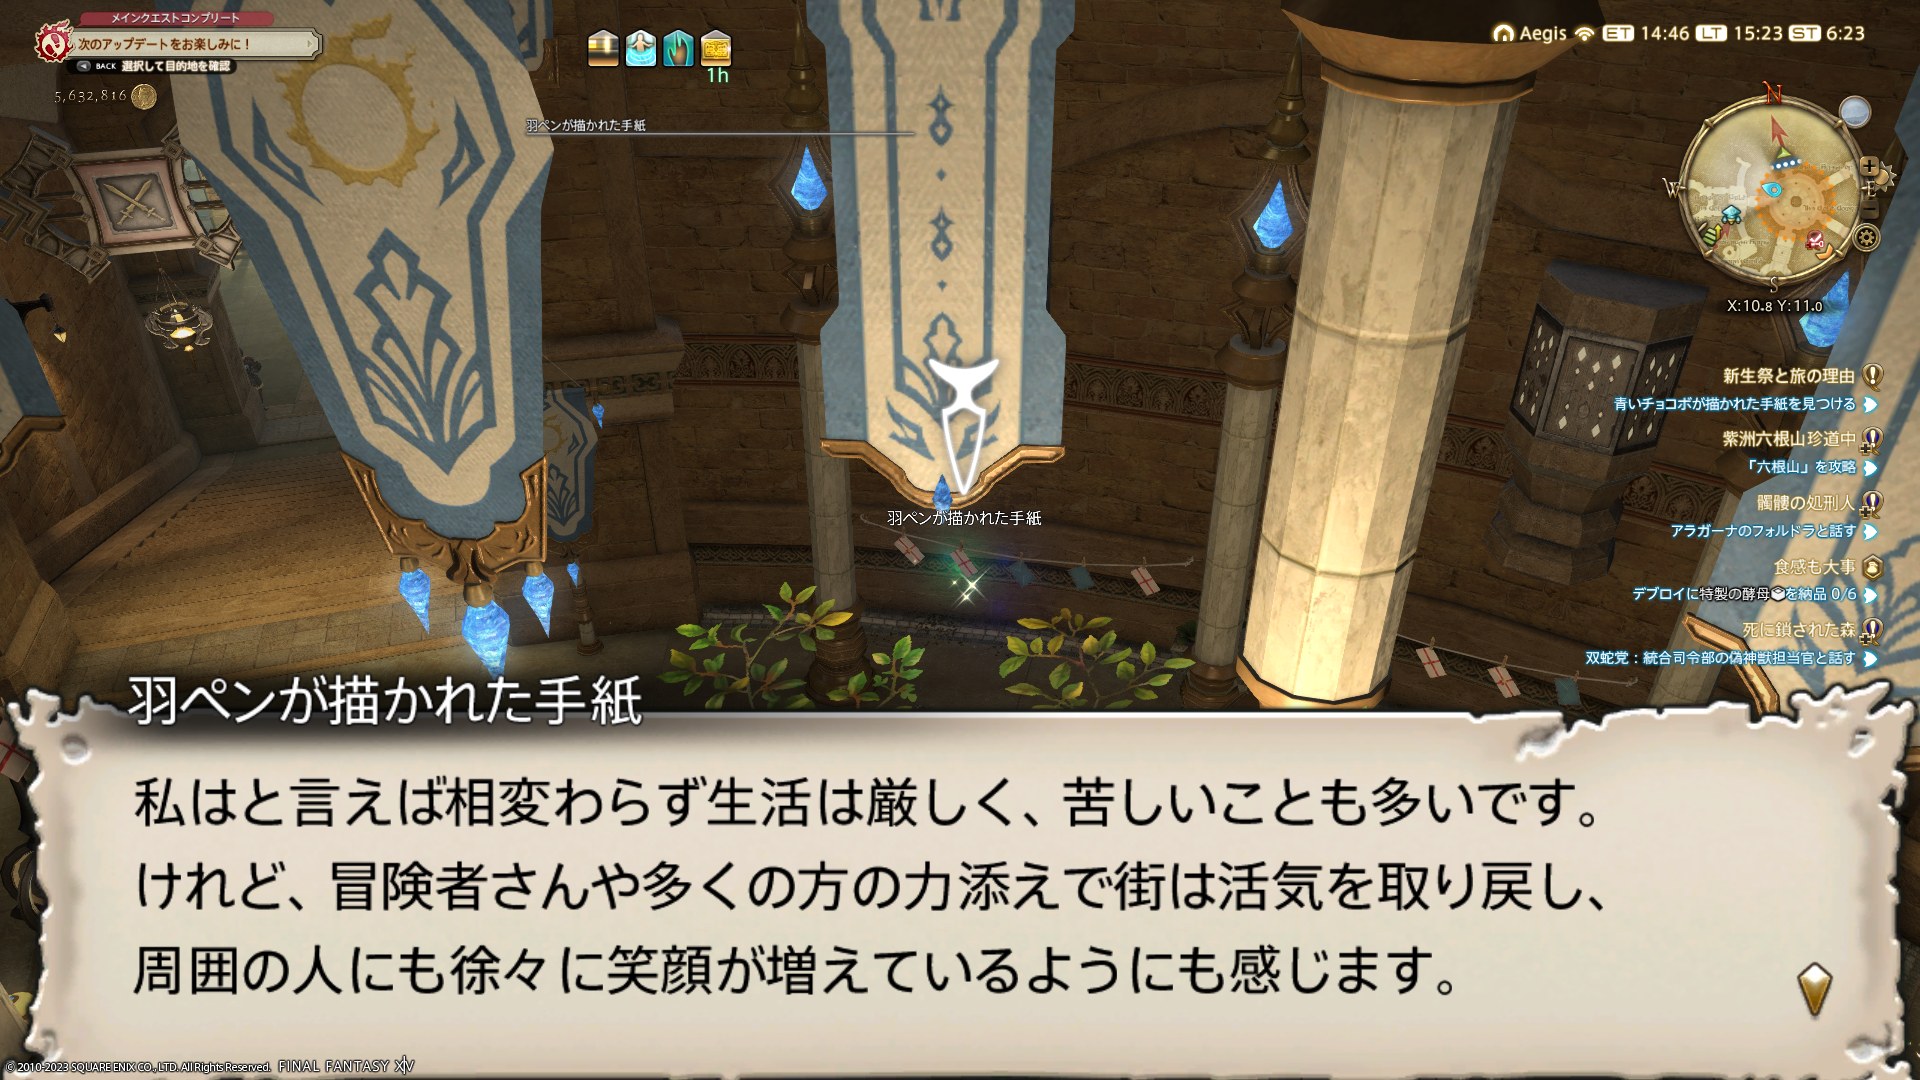 メインクエストコンプリート
次のアップデートをお楽しみに！
BACK 選択して目的地を確認
5,632,816
1h
羽ペンが描かれた手紙
Aegis ET 14:46 LT 15:23 ST 6:23
N
W
E
S
X:10.8 Y:11.0
新生祭と旅の理由
青いチョコボが描かれた手紙を見つける
紫洲六根山珍道中
「六根山」を攻略
髑髏の処刑人
アラガーナのフォルドラと話す
食感も大事
デブロイに特製の酵母を納品 0/6
死に鎖された森
双蛇党：統合司令部の偽神獣担当官と話す
羽ペンが描かれた手紙
羽ペンが描かれた手紙
私はと言えば相変わらず生活は厳しく、苦しいことも多いです。
けれど、冒険者さんや多くの方の力添えで街は活気を取り戻し、
周囲の人にも徐々に笑顔が増えているようにも感じます。
© 2010-2023 SQUARE ENIX CO., LTD. All Rights Reserved. FINAL FANTASY XIV